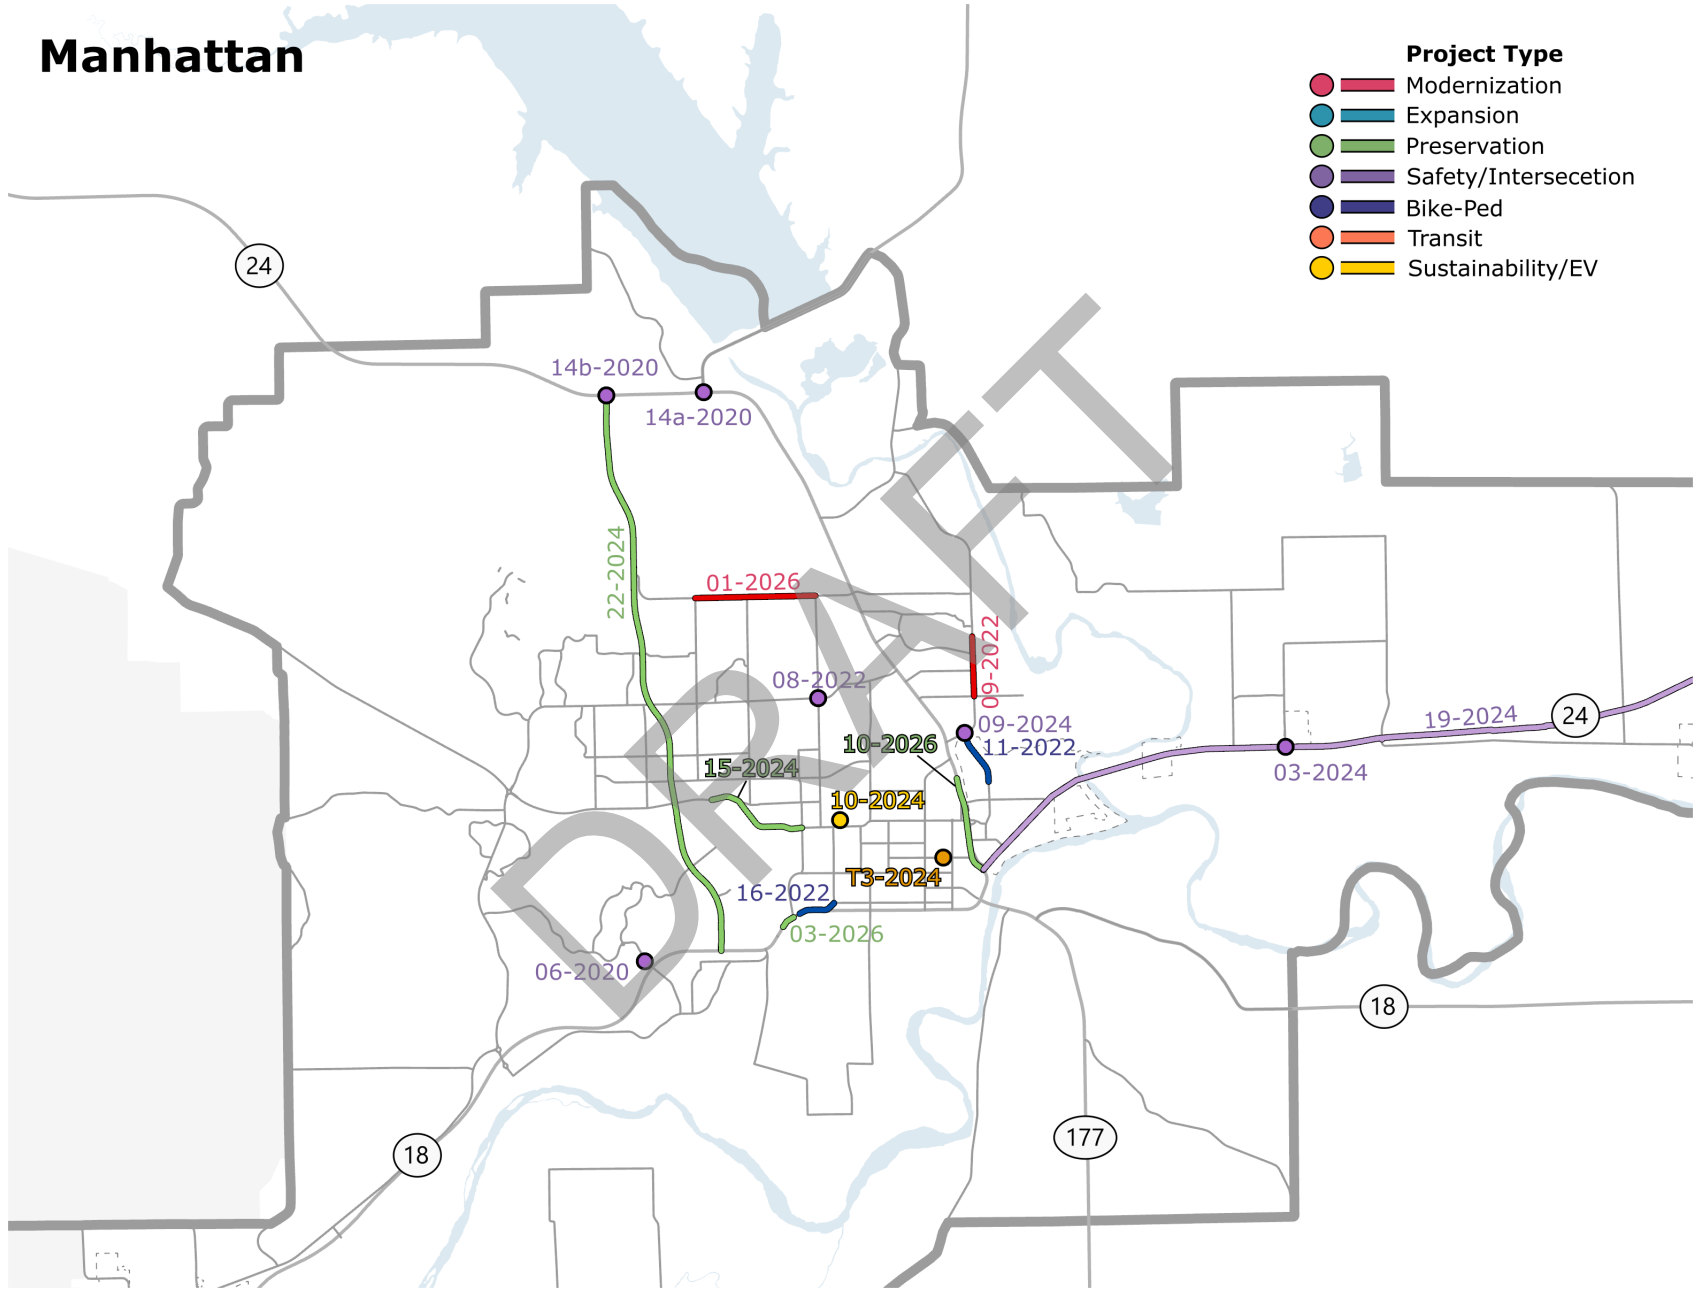 Manhattan
Project Type
Modernization
Expansion
Preservation
Safety/Intersecetion
Bike-Ped
Transit
Sustainability/EV
24
14b-2020
14a-2020
22-2024
01-2026
09-2022
08-2022
09-2024
11-2022
10-2026
15-2024
10-2024
19-2024
24
03-2024
T3-2024
16-2022
03-2026
06-2020
18
18
177
DRAFT